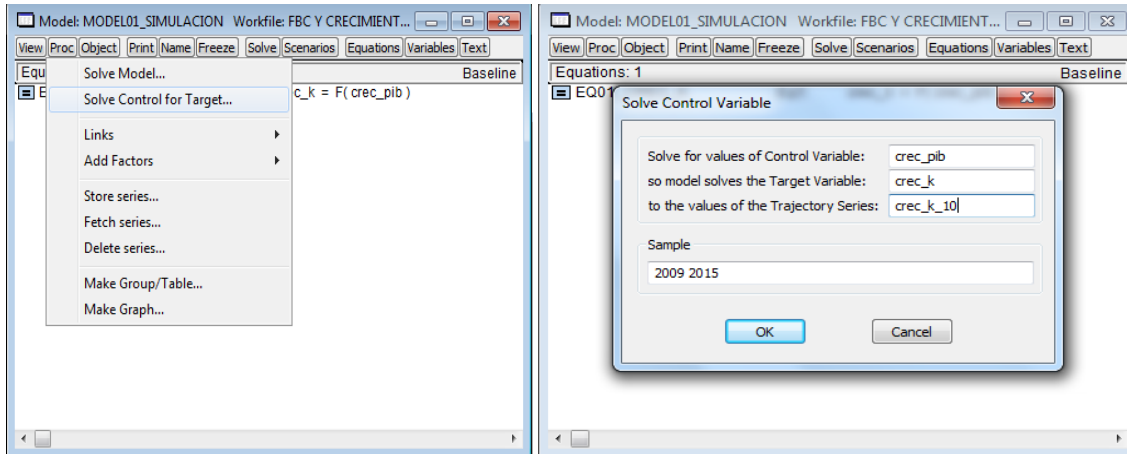 Model: MODEL01_SIMULACION Workfile: FBC Y CRECIMIENT...
View Proc Object Print Name Freeze Solve Scenarios Equations Variables Text
Equ Baseline
E c_k = F( crec_pib )
Solve Model...
Solve Control for Target...
Links
Add Factors
Store series...
Fetch series...
Delete series...
Make Group/Table...
Make Graph...
Model: MODEL01_SIMULACION Workfile: FBC Y CRECIMIENT...
View Proc Object Print Name Freeze Solve Scenarios Equations Variables Text
Equations: 1 Baseline
EQ01
Solve Control Variable
Solve for values of Control Variable: crec_pib
so model solves the Target Variable: crec_k
to the values of the Trajectory Series: crec_k_10
Sample
2009 2015
OK Cancel